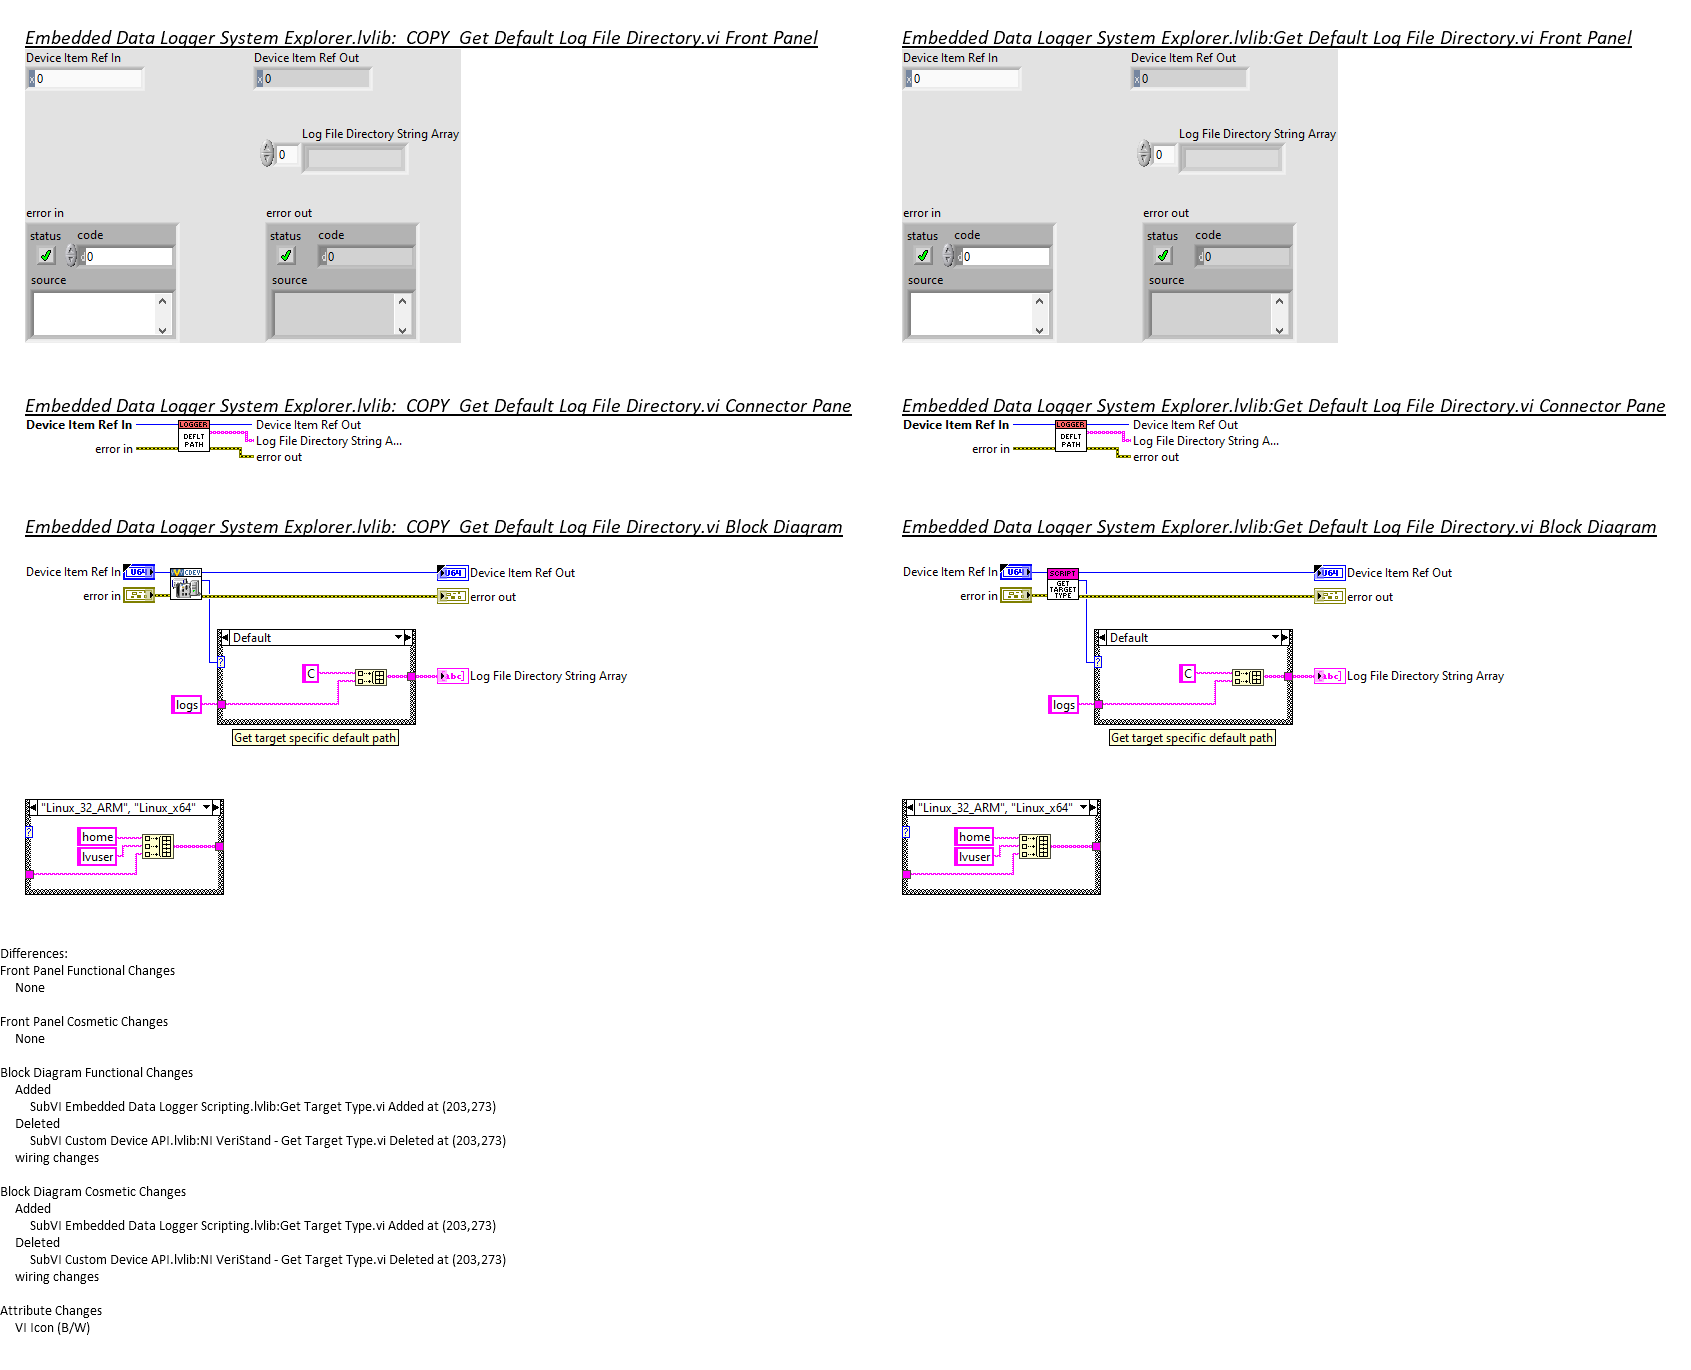 Embedded Data Logger System Explorer.lvlib:_COPY_Get Default Log File Directory.vi Front Panel
Device Item Ref In
Device Item Ref Out
x 0
x 0
Log File Directory String Array
0
error in
error out
status
code
status
code
d 0
d 0
source
source
Embedded Data Logger System Explorer.lvlib:Get Default Log File Directory.vi Front Panel
Device Item Ref In
Device Item Ref Out
x 0
x 0
Log File Directory String Array
0
error in
error out
status
code
status
code
d 0
d 0
source
source
Embedded Data Logger System Explorer.lvlib:_COPY_Get Default Log File Directory.vi Connector Pane
Device Item Ref In
LOGGER
DEFLT
PATH
Device Item Ref Out
Log File Directory String A...
error in
error out
Embedded Data Logger System Explorer.lvlib:Get Default Log File Directory.vi Connector Pane
Device Item Ref In
LOGGER
DEFLT
PATH
Device Item Ref Out
Log File Directory String A...
error in
error out
Embedded Data Logger System Explorer.lvlib:_COPY_Get Default Log File Directory.vi Block Diagram
Device Item Ref In
U64
CDEV
U64
Device Item Ref Out
error in
error out
Default
?
C
abc
Log File Directory String Array
logs
Get target specific default path
"Linux_32_ARM", "Linux_x64"
?
home
lvuser
Embedded Data Logger System Explorer.lvlib:Get Default Log File Directory.vi Block Diagram
Device Item Ref In
U64
SCRIPT
GET
TARGET
TYPE
U64
Device Item Ref Out
error in
error out
Default
?
C
abc
Log File Directory String Array
logs
Get target specific default path
"Linux_32_ARM", "Linux_x64"
?
home
lvuser
Differences:
Front Panel Functional Changes
None
Front Panel Cosmetic Changes
None
Block Diagram Functional Changes
Added
SubVI Embedded Data Logger Scripting.lvlib:Get Target Type.vi Added at (203,273)
Deleted
SubVI Custom Device API.lvlib:NI VeriStand - Get Target Type.vi Deleted at (203,273)
wiring changes
Block Diagram Cosmetic Changes
Added
SubVI Embedded Data Logger Scripting.lvlib:Get Target Type.vi Added at (203,273)
Deleted
SubVI Custom Device API.lvlib:NI VeriStand - Get Target Type.vi Deleted at (203,273)
wiring changes
Attribute Changes
VI Icon (B/W)